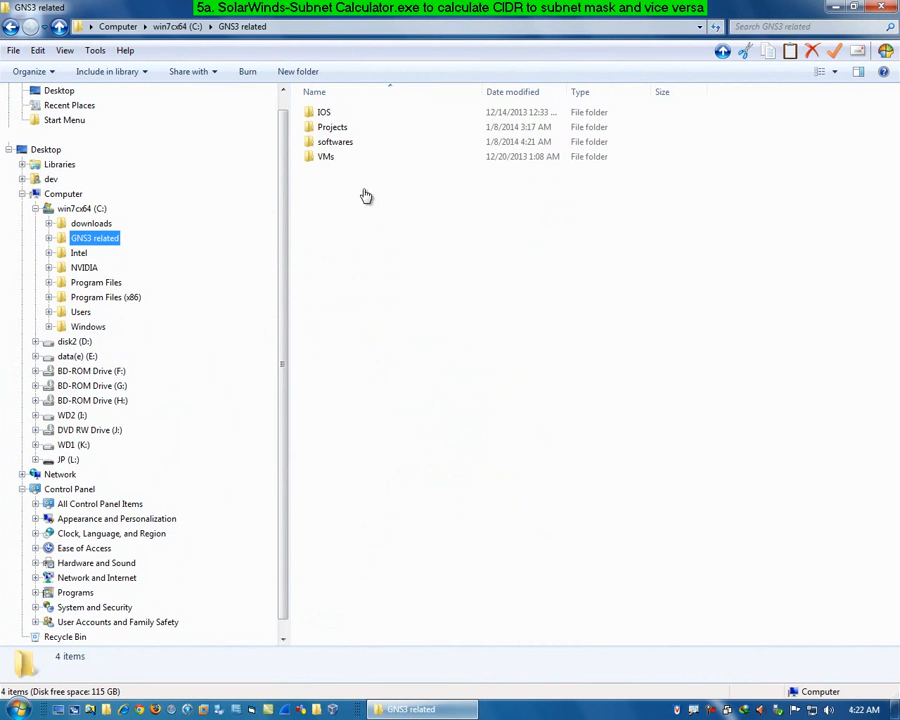 GNS3 related
5a. SolarWinds-Subnet Calculator.exe to calculate CIDR to subnet mask and vice versa
Computer
win7cx64 (C:)
GNS3 related
Search GNS3 related
File
Edit
View
Tools
Help
Organize
Include in library
Share with
Burn
New folder
Name
Date modified
Type
Size
IOS
12/14/2013 12:33 ...
File folder
Projects
1/8/2014 3:17 AM
File folder
softwares
1/8/2014 4:21 AM
File folder
VMs
12/20/2013 1:08 AM
File folder
Desktop
Recent Places
Start Menu
Desktop
Libraries
dev
Computer
win7cx64 (C:)
downloads
GNS3 related
Intel
NVIDIA
Program Files
Program Files (x86)
Users
Windows
disk2 (D:)
data(e) (E:)
BD-ROM Drive (F:)
BD-ROM Drive (G:)
BD-ROM Drive (H:)
WD2 (I:)
DVD RW Drive (J:)
WD1 (K:)
JP (L:)
Network
Control Panel
All Control Panel Items
Appearance and Personalization
Clock, Language, and Region
Ease of Access
Hardware and Sound
Network and Internet
Programs
System and Security
User Accounts and Family Safety
Recycle Bin
4 items
4 items (Disk free space: 115 GB)
Computer
GNS3 related
4:22 AM